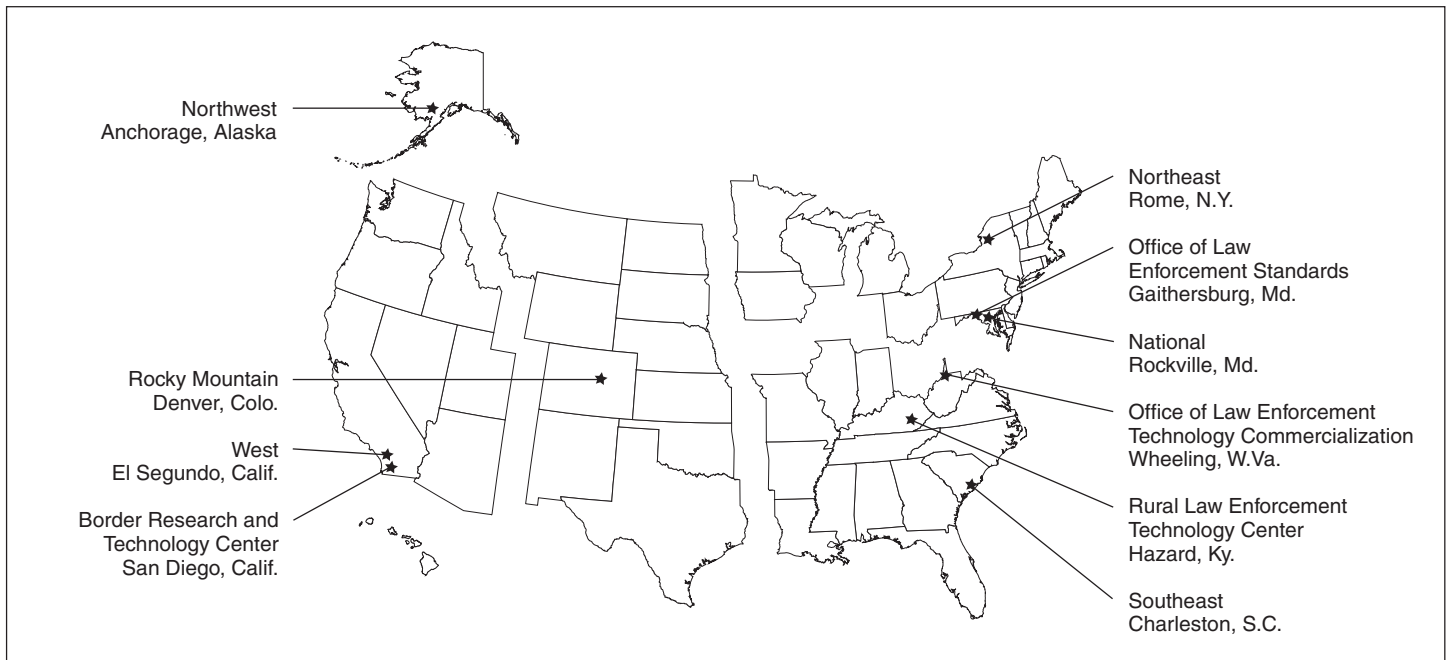 Northwest
Anchorage, Alaska
Rocky Mountain
Denver, Colo.
West
El Segundo, Calif.
Border Research and
Technology Center
San Diego, Calif.
Northeast
Rome, N.Y.
Office of Law
Enforcement Standards
Gaithersburg, Md.
National
Rockville, Md.
Office of Law Enforcement
Technology Commercialization
Wheeling, W.Va.
Rural Law Enforcement
Technology Center
Hazard, Ky.
Southeast
Charleston, S.C.